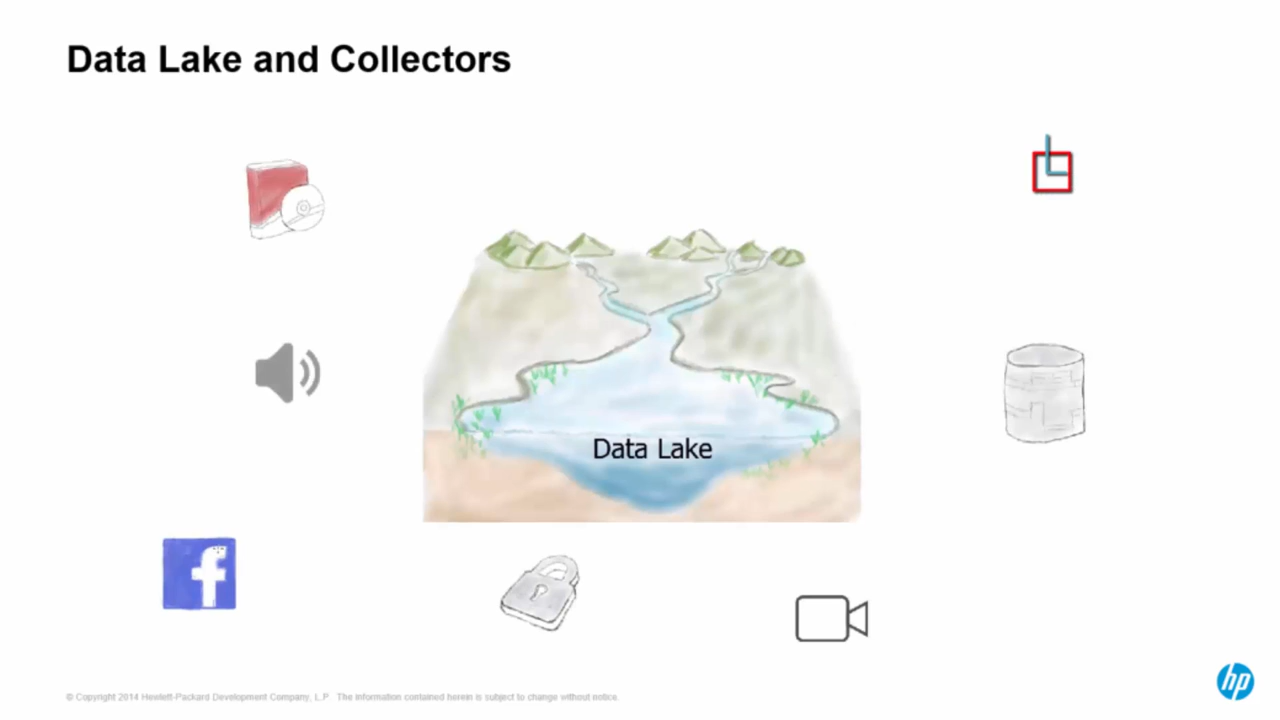 Data Lake and Collectors
Data Lake
f
© Copyright 2014 Hewlett-Packard Development Company, L.P. The information contained herein is subject to change without notice.
hp